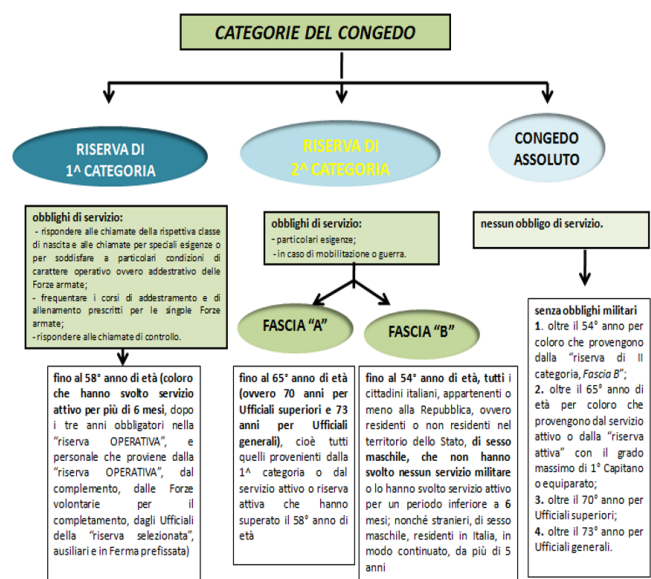 CATEGORIE DEL CONGEDO
RISERVA DI
1^ CATEGORIA
RISERVA DI
2^ CATEGORIA
CONGEDO
ASSOLUTO
obblighi di servizio:
- rispondere alle chiamate della rispettiva classe
di nascita e alle chiamate per speciali esigenze o
per soddisfare a particolari condizioni di
carattere operativo ovvero addestrativo delle
Forze armate;
- frequentare i corsi di addestramento e di
allenamento prescritti per le singole Forze
armate;
- rispondere alle chiamate di controllo.
obblighi di servizio:
- particolari esigenze;
- in caso di mobilitazione o guerra.
nessun obbligo di servizio.
FASCIA "A"
FASCIA "B"
fino al 58° anno di età (coloro
che hanno svolto servizio
attivo per più di 6 mesi, dopo
i tre anni obbligatori nella
"riserva OPERATIVA", e
personale che proviene dalla
"riserva OPERATIVA", dal
complemento, dalle Forze
volontarie per il
completamento, dagli Ufficiali
della "riserva selezionata",
ausiliari e in Ferma prefissata)
fino al 65° anno di età
(ovvero 70 anni per
Ufficiali superiori e 73
anni per Ufficiali
generali), cioè tutti
quelli provenienti dalla
1^ categoria o dal
servizio attivo o riserva
attiva che hanno
superato il 58° anno di
età
fino al 54° anno di età, tutti i
cittadini italiani, appartenenti o
meno alla Repubblica, ovvero
residenti o non residenti nel
territorio dello Stato, di sesso
maschile, che non hanno
svolto nessun servizio militare
o lo hanno svolto servizio attivo
per un periodo inferiore a 6
mesi; nonché stranieri, di sesso
maschile, residenti in Italia, in
modo continuato, da più di 5
anni
senza obblighi militari
1. oltre il 54° anno per
coloro che provengono
dalla "riserva di II
categoria, Fascia B";
2. oltre il 65° anno di
età per coloro che
provengono dal servizio
attivo o dalla "riserva
attiva" con il grado
massimo di 1° Capitano
o equiparato;
3. oltre il 70° anno per
Ufficiali superiori;
4. oltre il 73° anno per
Ufficiali generali.